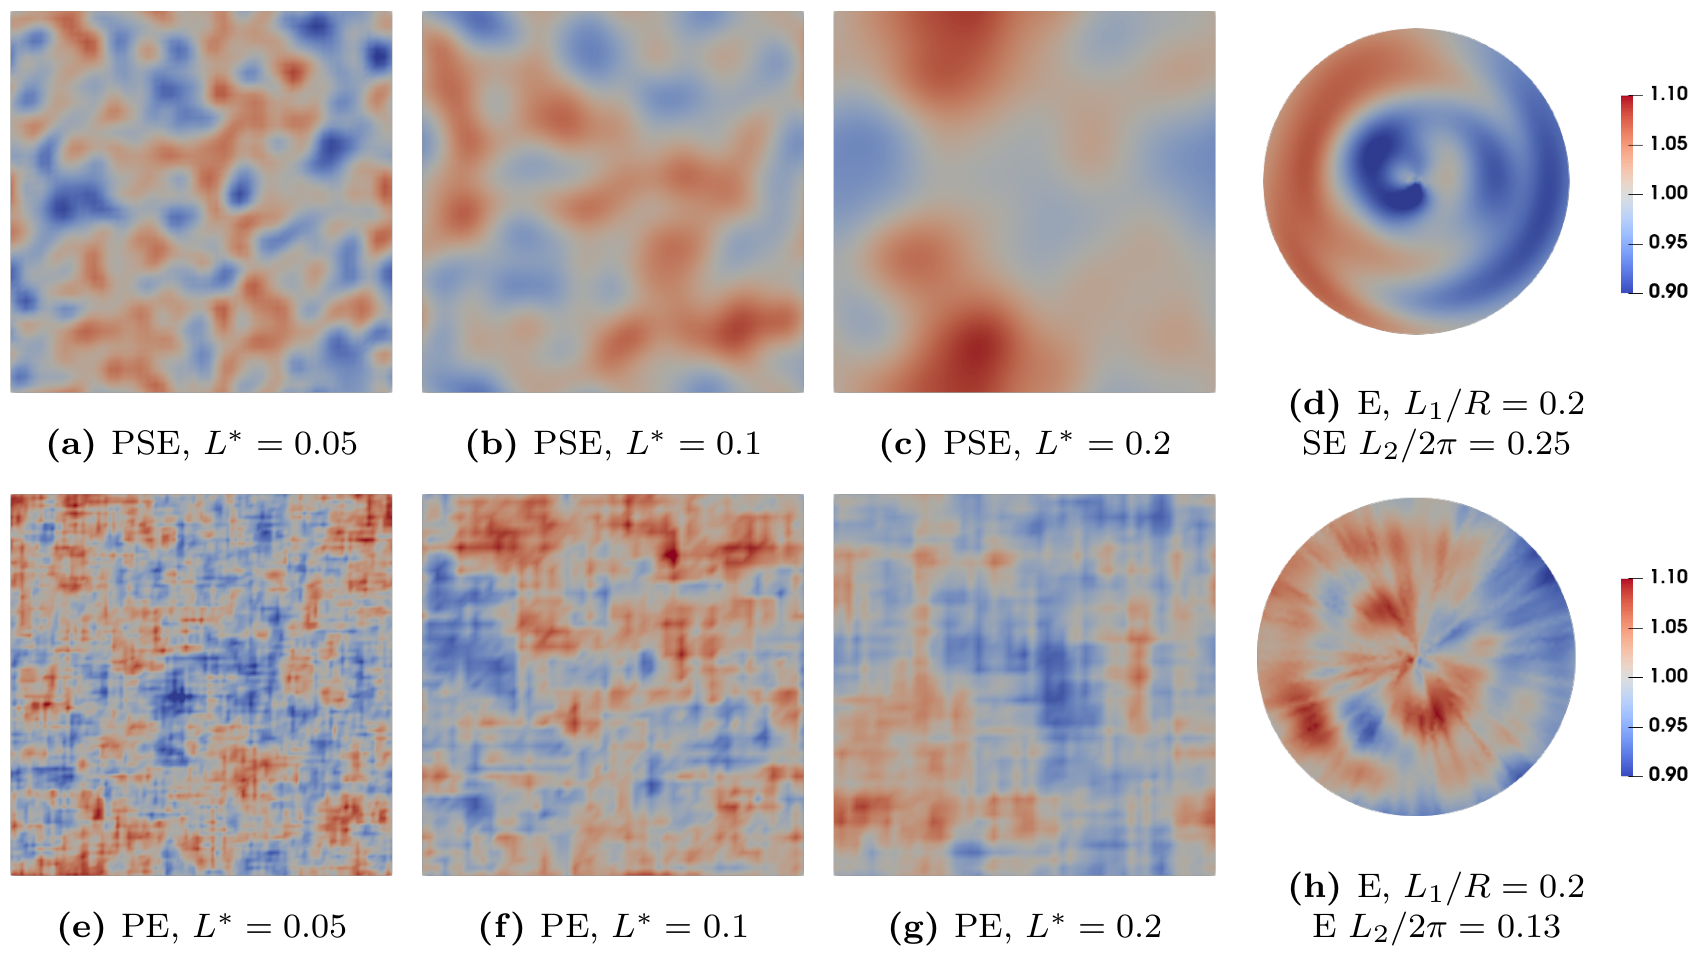 1.10
1.05
1.00
0.95
0.90
(a) PSE, L* = 0.05
(b) PSE, L* = 0.1
(c) PSE, L* = 0.2
(d) E, L₁/R = 0.2
SE L₂/2π = 0.25
1.10
1.05
1.00
0.95
0.90
(e) PE, L* = 0.05
(f) PE, L* = 0.1
(g) PE, L* = 0.2
(h) E, L₁/R = 0.2
E L₂/2π = 0.13